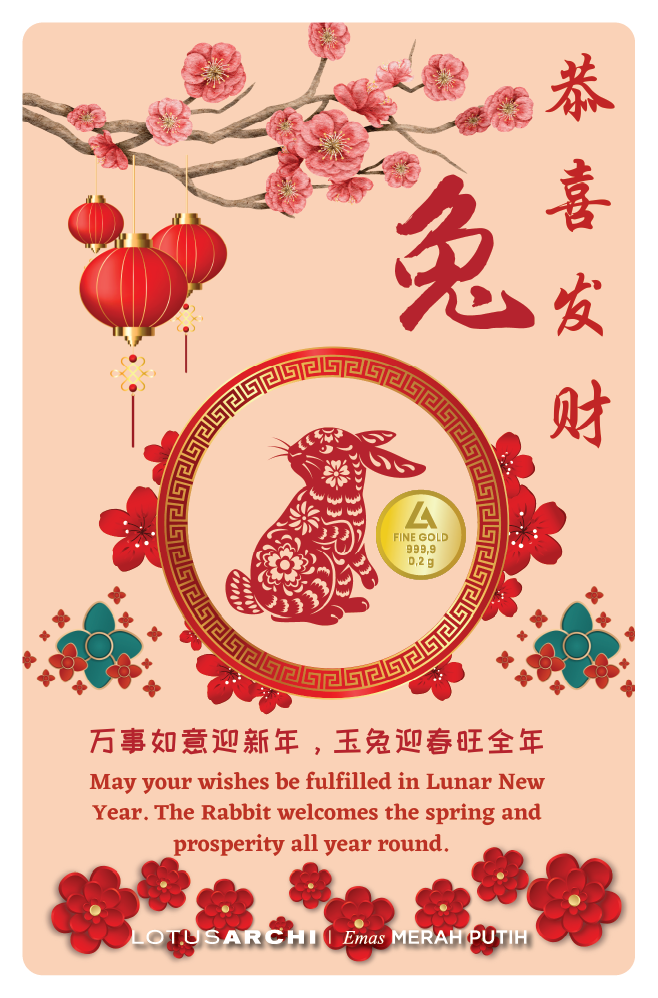 恭喜发财
兔
FINE GOLD
999,9
0,2 g
万事如意迎新年，玉兔迎春旺全年
May your wishes be fulfilled in Lunar New
Year. The Rabbit welcomes the spring and
prosperity all year round.
LOTUSARCHI | Emas MERAH PUTIH